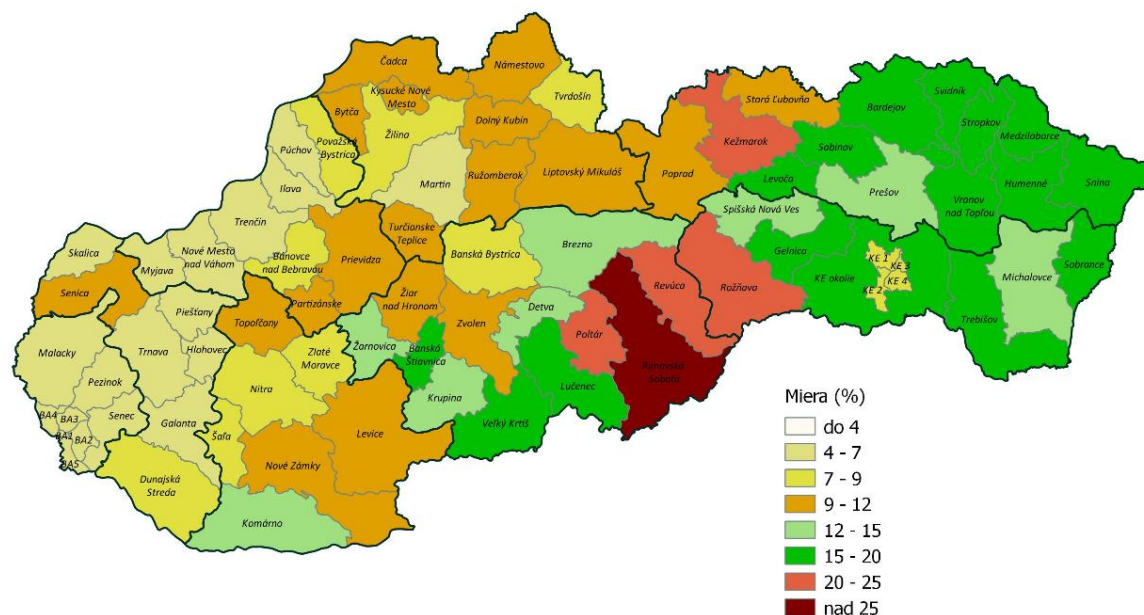 Čadca
Námestovo
Kysucké Nové
Mesto
Tvrdošín
Bytča
Dolný Kubín
Žilina
Považská
Bystrica
Púchov
Martin
Ružomberok
Liptovský Mikuláš
Poprad
Stará Ľubovňa
Kežmarok
Bardejov
Svidník
Stropkov
Medzilaborce
Sabinov
Levoča
Prešov
Humenné
Snina
Vranov
nad Topľou
Ilava
Trenčín
Turčianske
Teplice
Spišská Nová Ves
Gelnica
Brezno
Banská Bystrica
Skalica
Nové Mesto
nad Váhom
Myjava
Bánovce
nad Bebravou
Prievidza
Michalovce
Sobrance
KE 1
KE 3
KE 2
KE 4
KE okolie
Trebišov
Senica
Partizánske
Žiar
nad Hronom
Revúca
Rožňava
Topoľčany
Piešťany
Zvolen
Detva
Poltár
Malacky
Trnava
Hlohovec
Zlaté
Moravce
Žarnovica
Banská
Štiavnica
Rimavská
Sobota
Pezinok
Nitra
Krupina
Lučenec
Veľký Krtíš
BA4
BA3
BA1
BA2
BA5
Senec
Galanta
Šaľa
Levice
Nové Zámky
Dunajská
Streda
Komárno
Miera (%)
do 4
4 - 7
7 - 9
9 - 12
12 - 15
15 - 20
20 - 25
nad 25